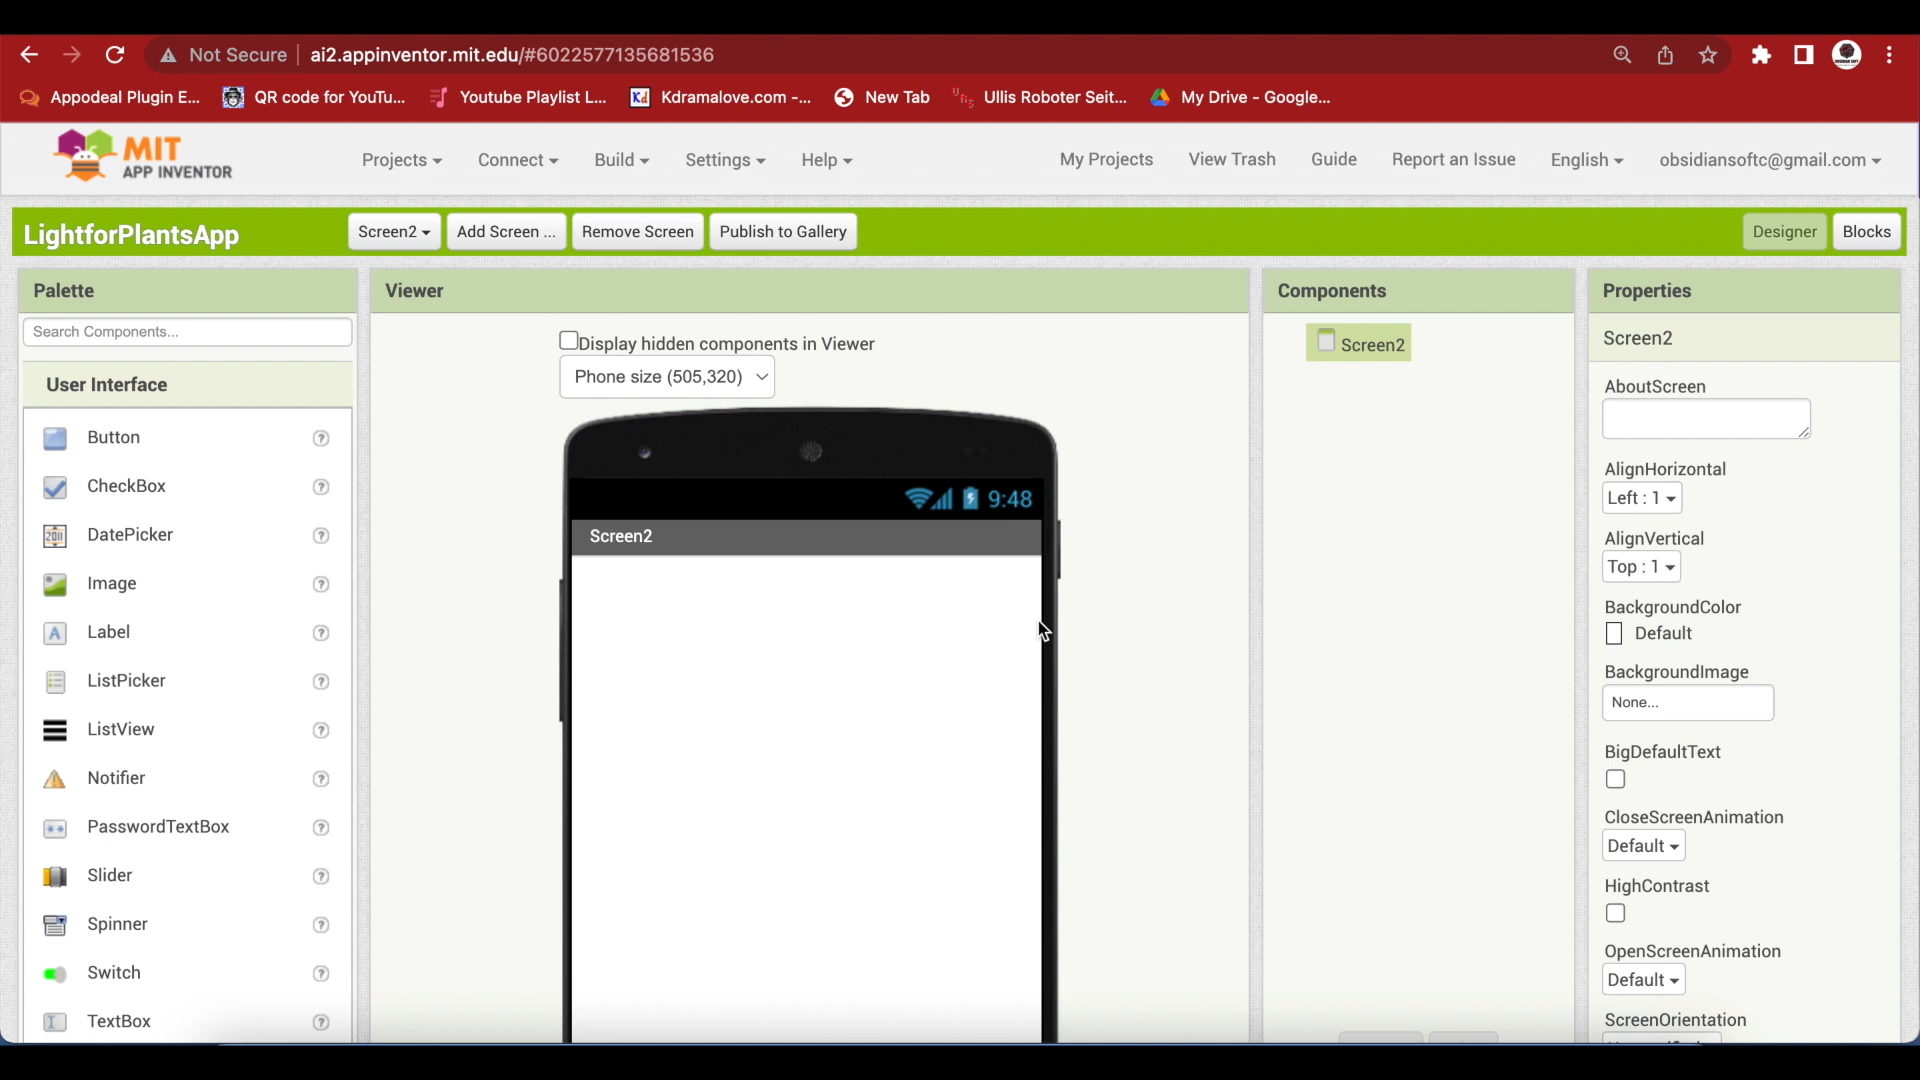 Not Secure | ai2.appinventor.mit.edu/#6022577135681536
Appodeal Plugin E... QR code for YouTu... Youtube Playlist L... Kd Kdramalove.com -... New Tab Ullis Roboter Seit... My Drive - Google...
MIT
APP INVENTOR
Projects Connect Build Settings Help My Projects View Trash Guide Report an Issue English obsidiansoftc@gmail.com
LightforPlantsApp Screen2 Add Screen ... Remove Screen Publish to Gallery Designer Blocks
Palette
Search Components...
User Interface
Button ?
CheckBox ?
DatePicker ?
Image ?
Label ?
ListPicker ?
ListView ?
Notifier ?
PasswordTextBox ?
Slider ?
Spinner ?
Switch ?
TextBox ?
Viewer
Display hidden components in Viewer
Phone size (505,320)
9:48
Screen2
Components
Screen2
Properties
Screen2
AboutScreen
AlignHorizontal
Left : 1
AlignVertical
Top : 1
BackgroundColor
Default
BackgroundImage
None...
BigDefaultText
CloseScreenAnimation
Default
HighContrast
OpenScreenAnimation
Default
ScreenOrientation